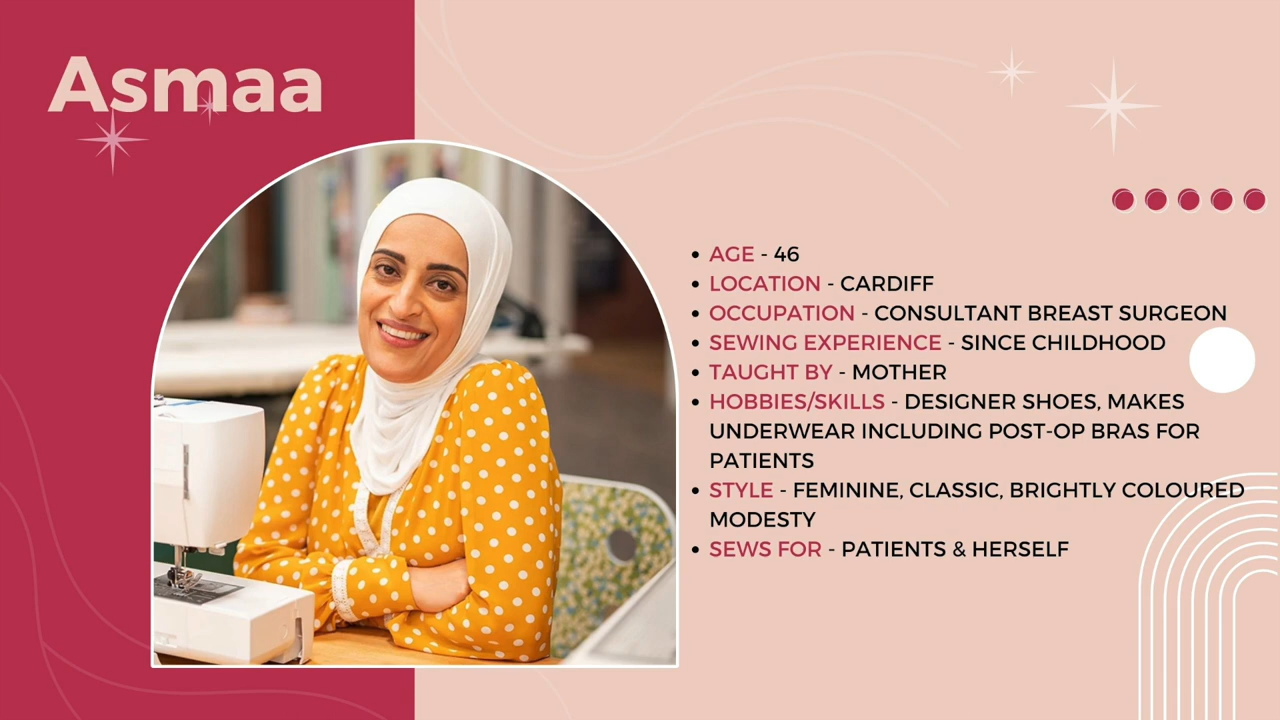 Asmaa
• AGE - 46
• LOCATION - CARDIFF
• OCCUPATION - CONSULTANT BREAST SURGEON
• SEWING EXPERIENCE - SINCE CHILDHOOD
• TAUGHT BY - MOTHER
• HOBBIES/SKILLS - DESIGNER SHOES, MAKES
UNDERWEAR INCLUDING POST-OP BRAS FOR
PATIENTS
• STYLE - FEMININE, CLASSIC, BRIGHTLY COLOURED
MODESTY
• SEWS FOR - PATIENTS & HERSELF